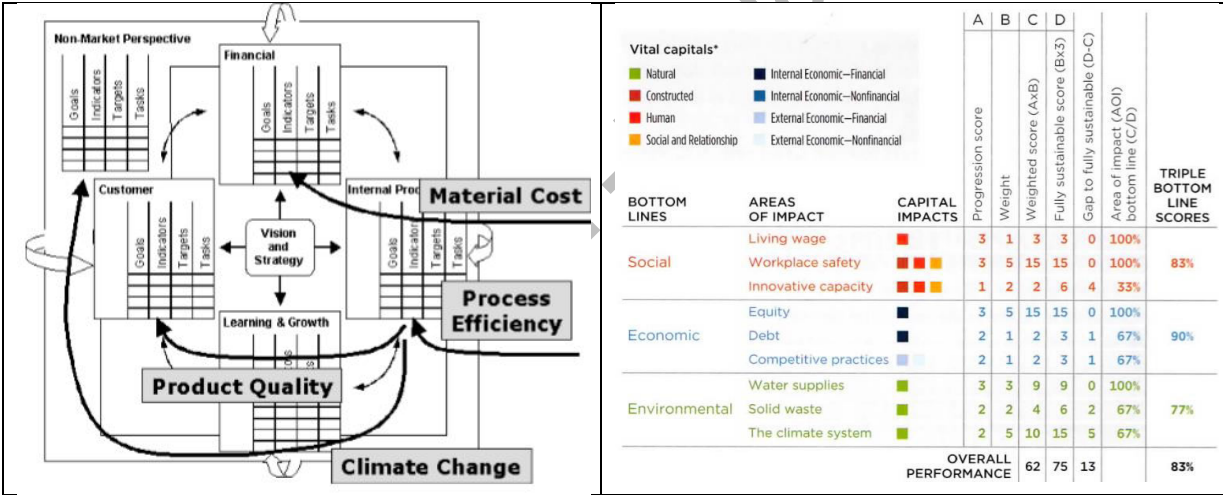 Non-Market Perspective
Goals
Indicators
Targets
Tasks
Financial
Goals
Indicators
Targets
Tasks
Customer
Goals
Indicators
Targets
Tasks
Vision
and
Strategy
Internal Proc
Goals
Indicators
Targets
Tasks
Learning & Growth
Material Cost
Process
Efficiency
Product Quality
Climate Change
Vital capitals*
Natural
Constructed
Human
Social and Relationship
Internal Economic—Financial
Internal Economic—Nonfinancial
External Economic—Financial
External Economic—Nonfinancial
A B C D
BOTTOM
LINES
AREAS
OF IMPACT
CAPITAL
IMPACTS
Progression score
Weight
Weighted score (AxB)
Fully sustainable score (Bx3)
Gap to fully sustainable (D-C)
Area of impact (AOI)
bottom line (C/D)
TRIPLE
BOTTOM
LINE
SCORES
Living wage 3 1 3 3 0 100%
Social Workplace safety 3 5 15 15 0 100% 83%
Innovative capacity 1 2 2 6 4 33%
Equity 3 5 15 15 0 100%
Economic Debt 2 1 2 3 1 67% 90%
Competitive practices 2 1 2 3 1 67%
Water supplies 3 3 9 9 0 100%
Environmental Solid waste 2 2 4 6 2 67% 77%
The climate system 2 5 10 15 5 67%
OVERALL
PERFORMANCE 62 75 13 83%